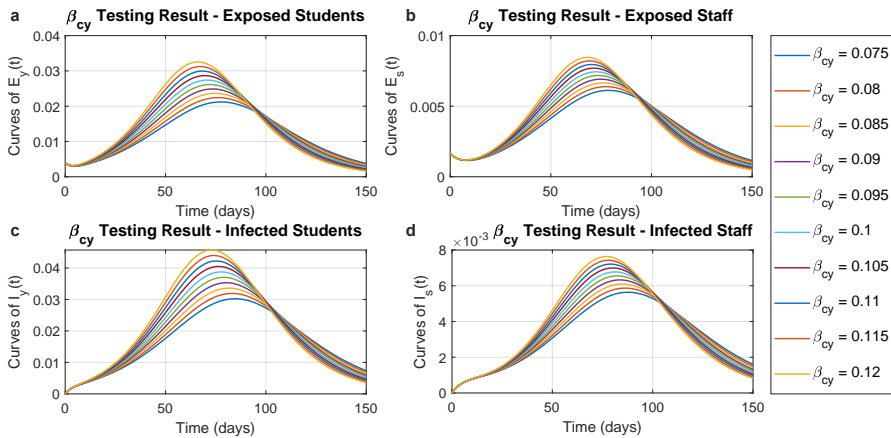 a
β_cy Testing Result - Exposed Students
Curves of E_y(t)
0.04
0.03
0.02
0.01
0
0 50 100 150
Time (days)
b
β_cy Testing Result - Exposed Staff
Curves of E_s(t)
0.01
0.005
0
0 50 100 150
Time (days)
c
β_cy Testing Result - Infected Students
Curves of I_y(t)
0.04
0.03
0.02
0.01
0
0 50 100 150
Time (days)
d
×10⁻³
β_cy Testing Result - Infected Staff
Curves of I_s(t)
8
6
4
2
0
0 50 100 150
Time (days)
β_cy = 0.075
β_cy = 0.08
β_cy = 0.085
β_cy = 0.09
β_cy = 0.095
β_cy = 0.1
β_cy = 0.105
β_cy = 0.11
β_cy = 0.115
β_cy = 0.12